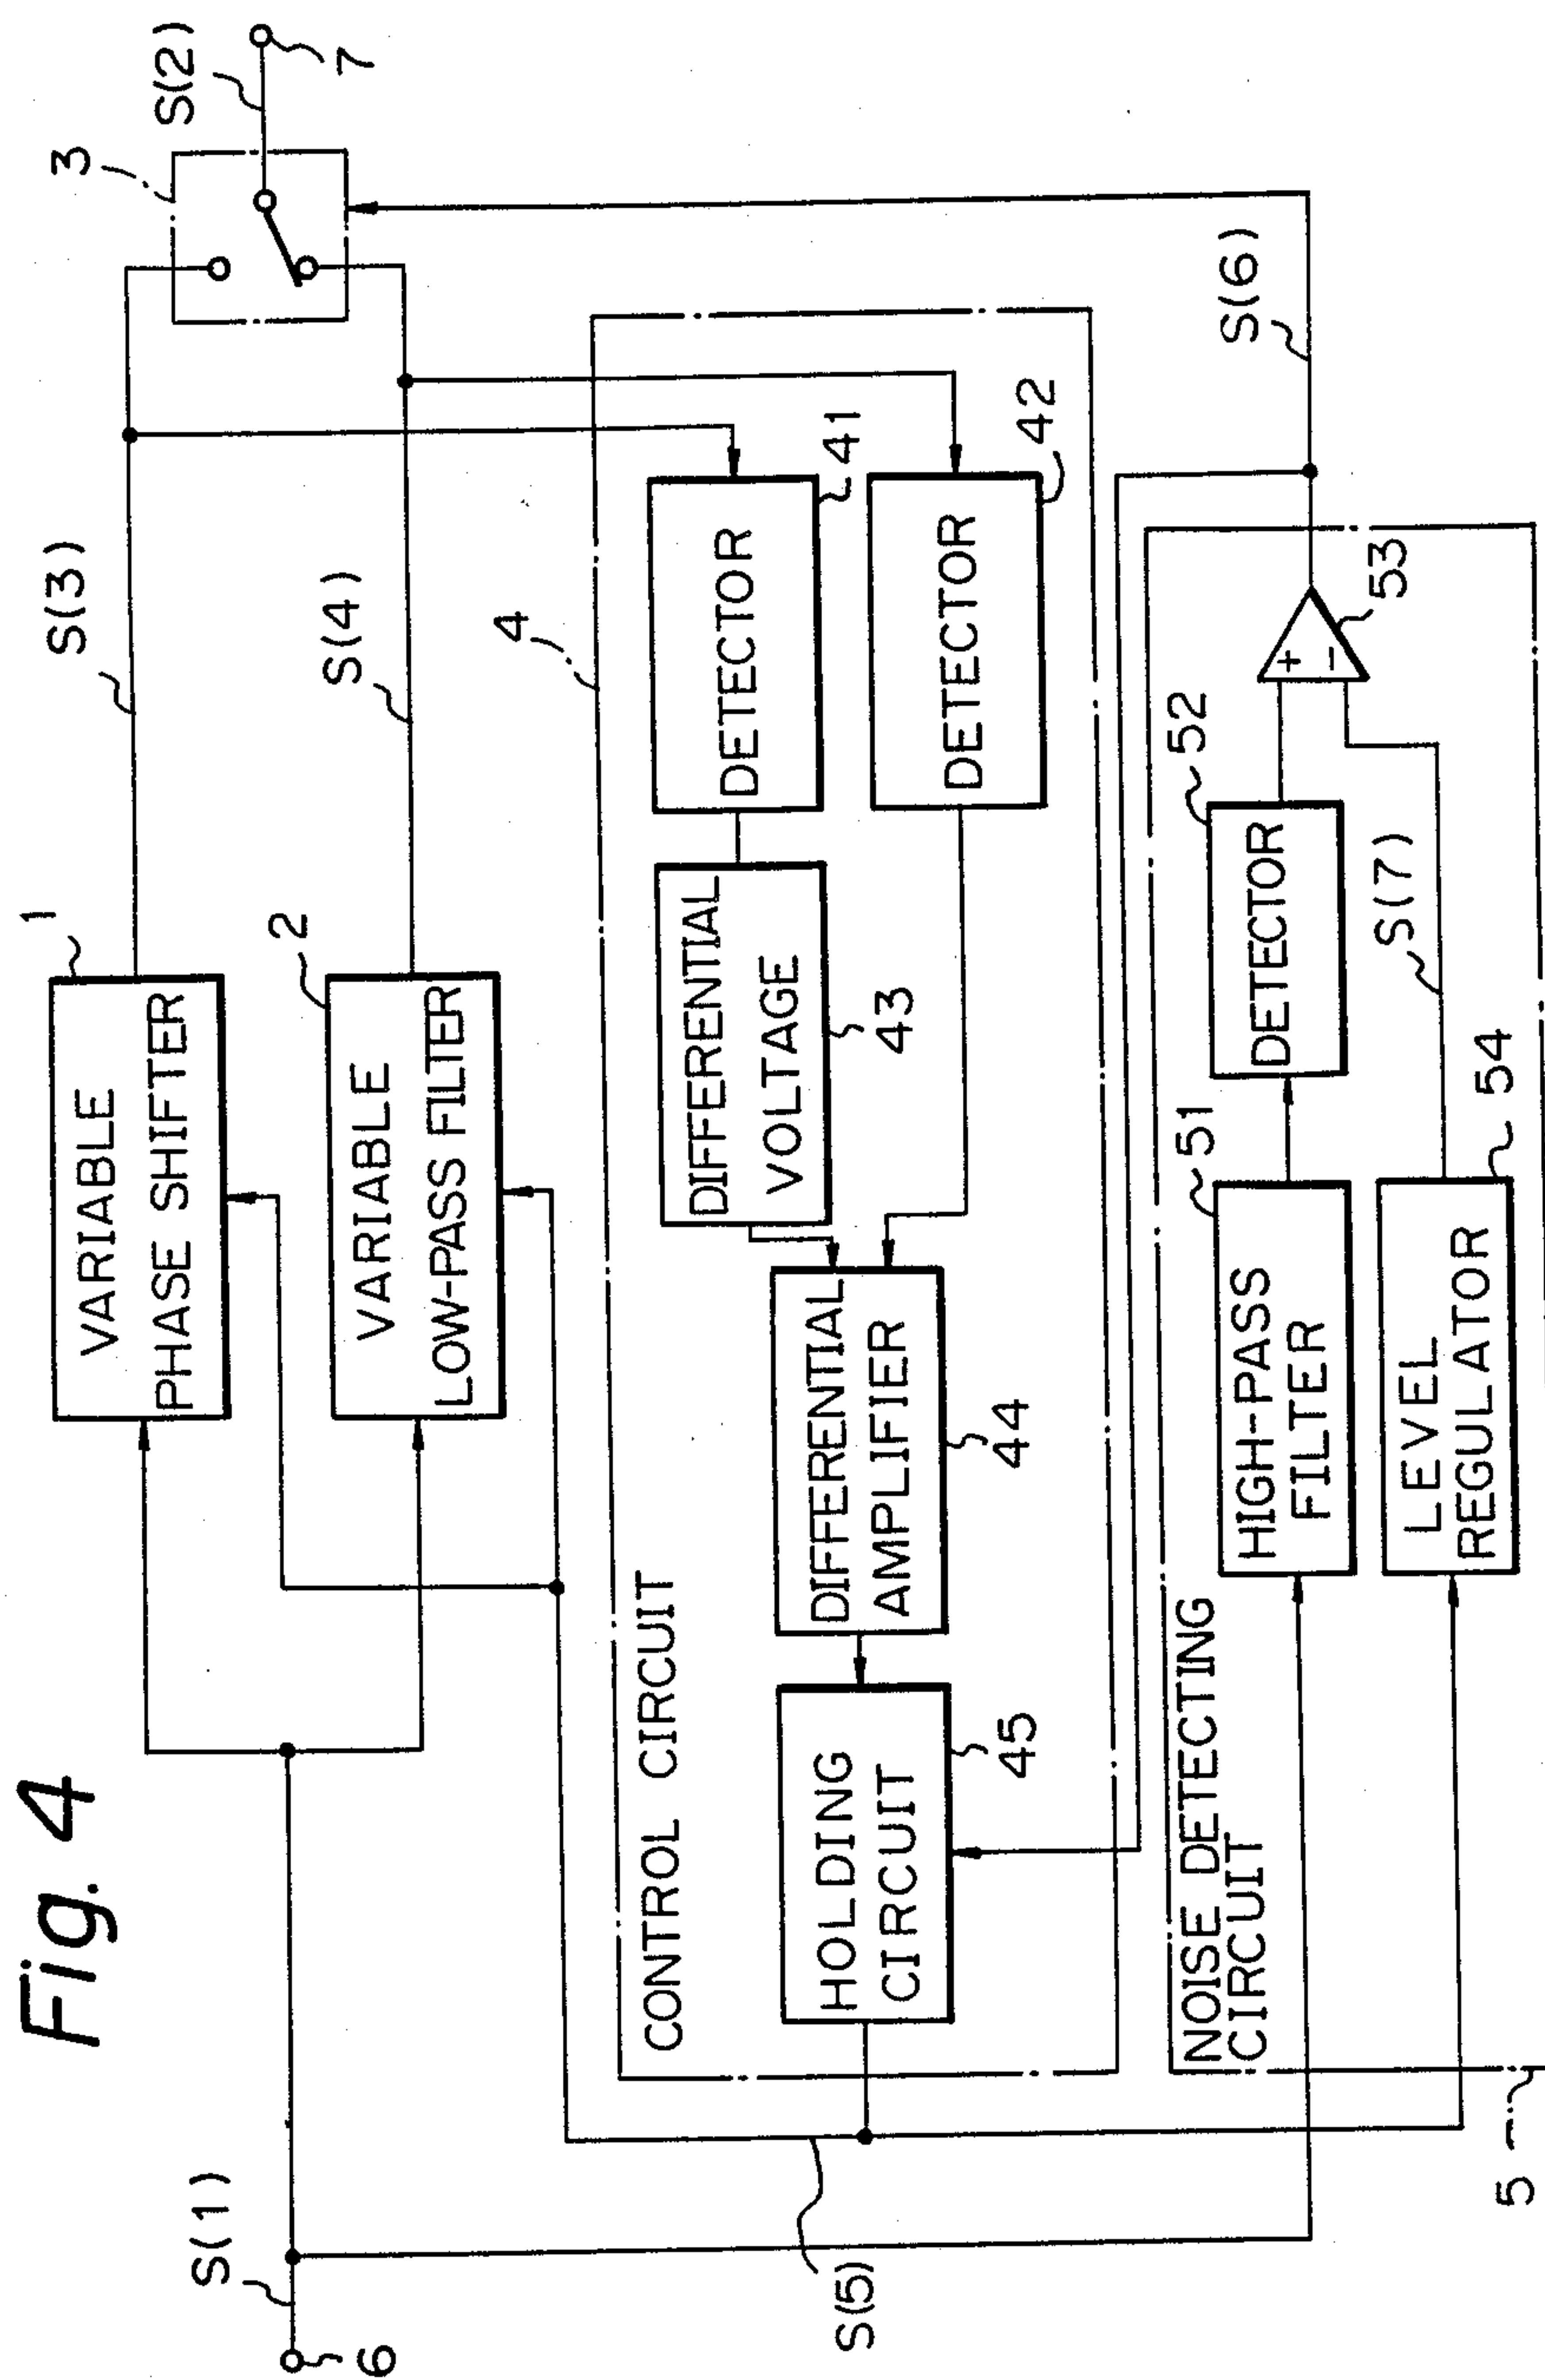 Fig. 4
S(1)
6
1
VARIABLE
PHASE SHIFTER
S(3)
3
S(2)
7
2
VARIABLE
LOW-PASS FILTER
S(4)
4
CONTROL CIRCUIT
DETECTOR
41
DETECTOR
42
DIFFERENTIAL
VOLTAGE
43
DIFFERENTIAL
AMPLIFIER
44
HOLDING
CIRCUIT
45
S(5)
S(6)
NOISE DETECTING
CIRCUIT
5
HIGH-PASS
FILTER
51
DETECTOR
52
+
−
53
S(7)
LEVEL
REGULATOR
54